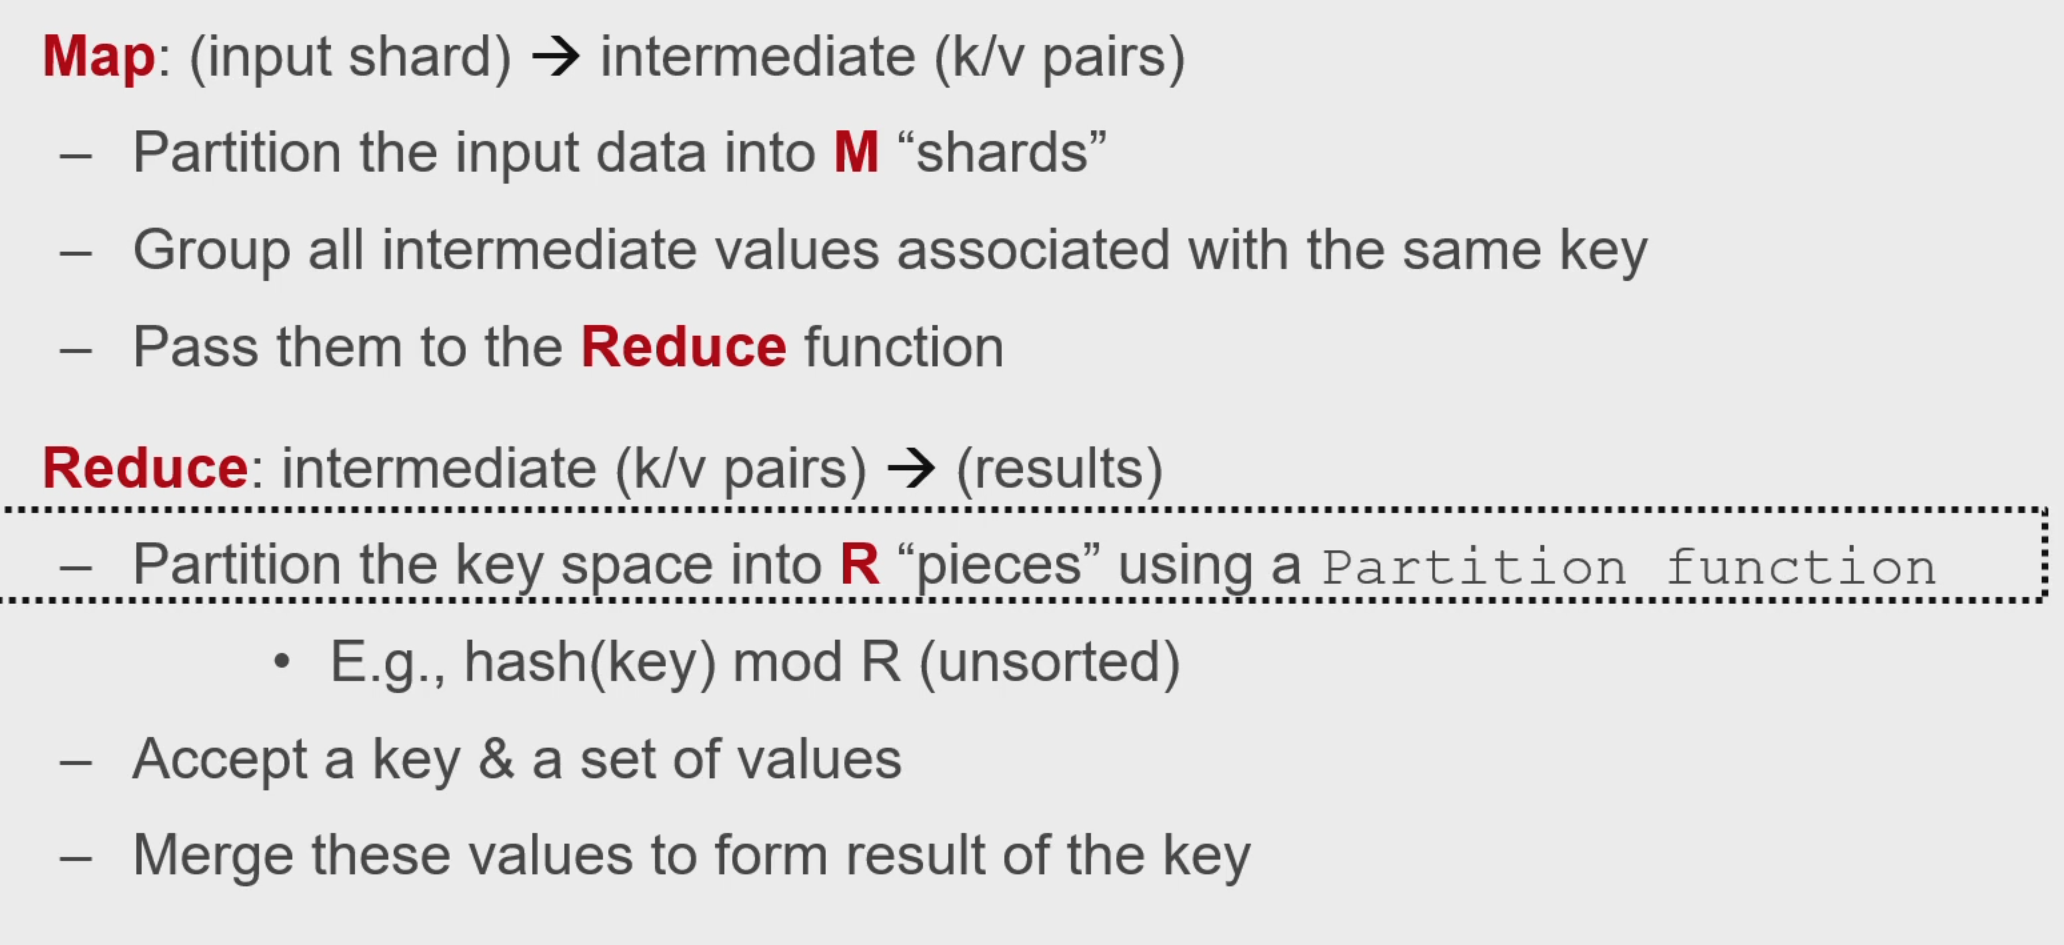 Map: (input shard) → intermediate (k/v pairs)
– Partition the input data into M “shards”
– Group all intermediate values associated with the same key
– Pass them to the Reduce function
Reduce: intermediate (k/v pairs) → (results)
– Partition the key space into R “pieces” using a Partition function
• E.g., hash(key) mod R (unsorted)
– Accept a key & a set of values
– Merge these values to form result of the key